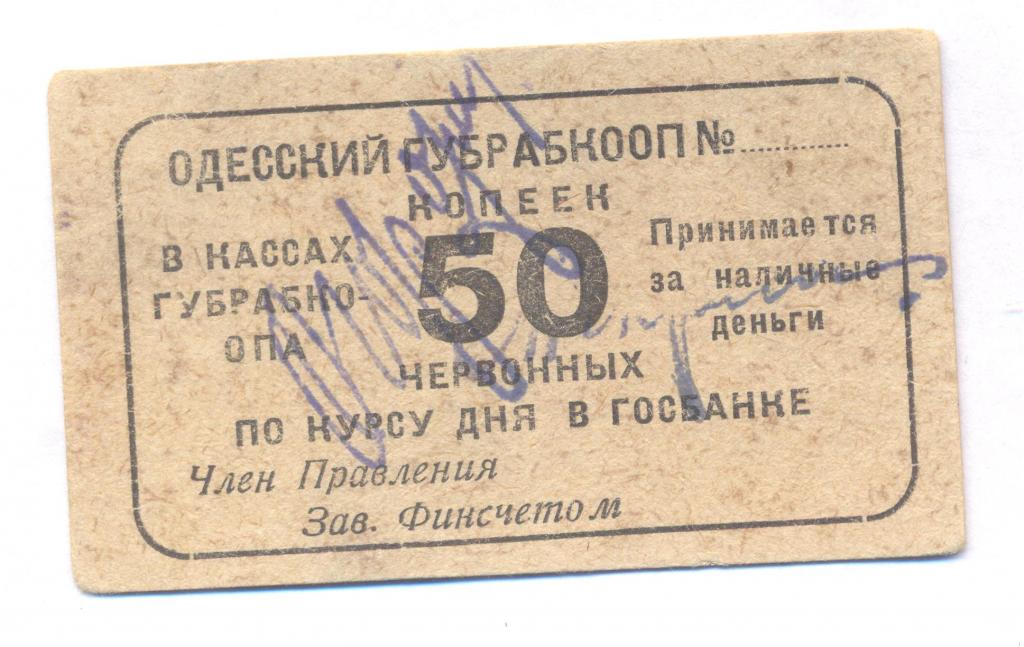 ОДЕССКИЙ ГУБРАБКООП №
КОПЕЕК
В КАССАХ
ГУБРАБКО-
ОПА
50
Принимается
за наличные
деньги
ЧЕРВОННЫХ
ПО КУРСУ ДНЯ В ГОСБАНКЕ
Член Правления
Зав. Финсчетом